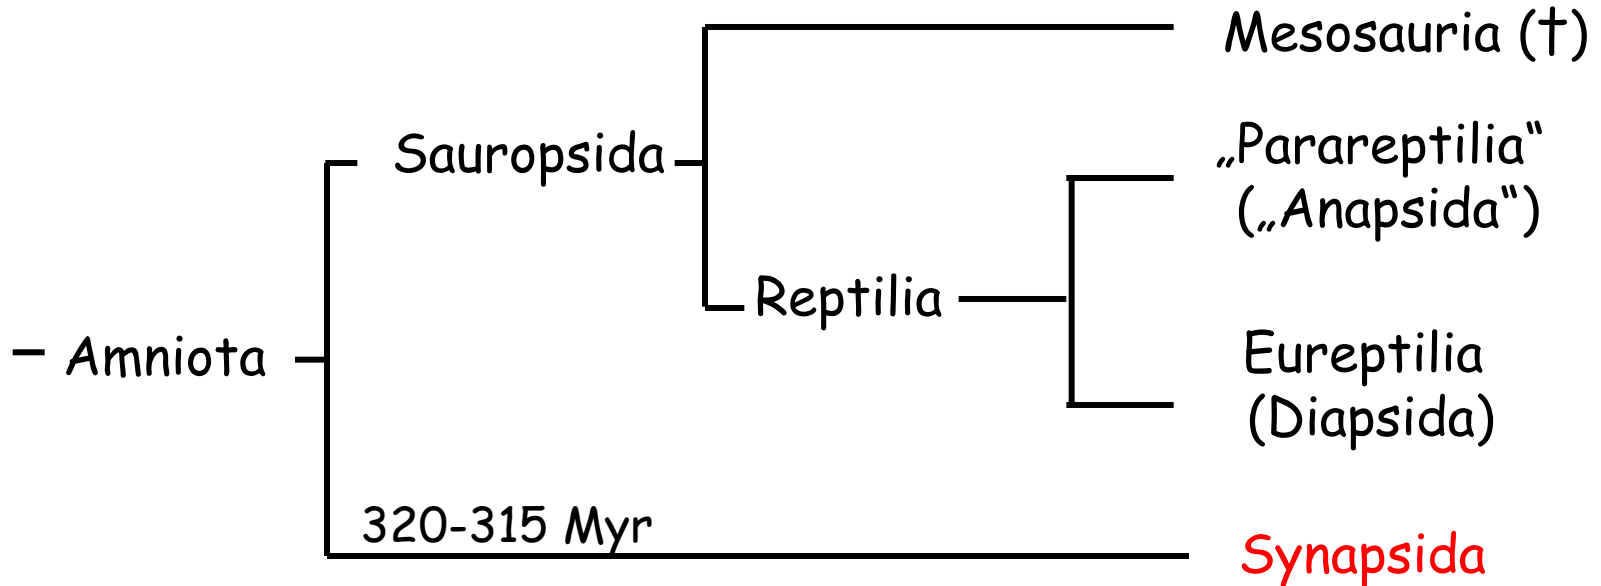 Mesosauria (†)
„Parareptilia“
(„Anapsida“)
Sauropsida
Reptilia
Amniota
Eureptilia
(Diapsida)
320-315 Myr
Synapsida